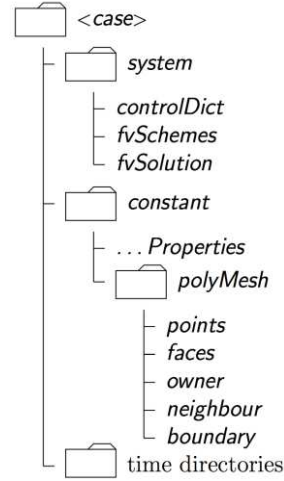 <case>
system
controlDict
fvSchemes
fvSolution
constant
...Properties
polyMesh
points
faces
owner
neighbour
boundary
time directories